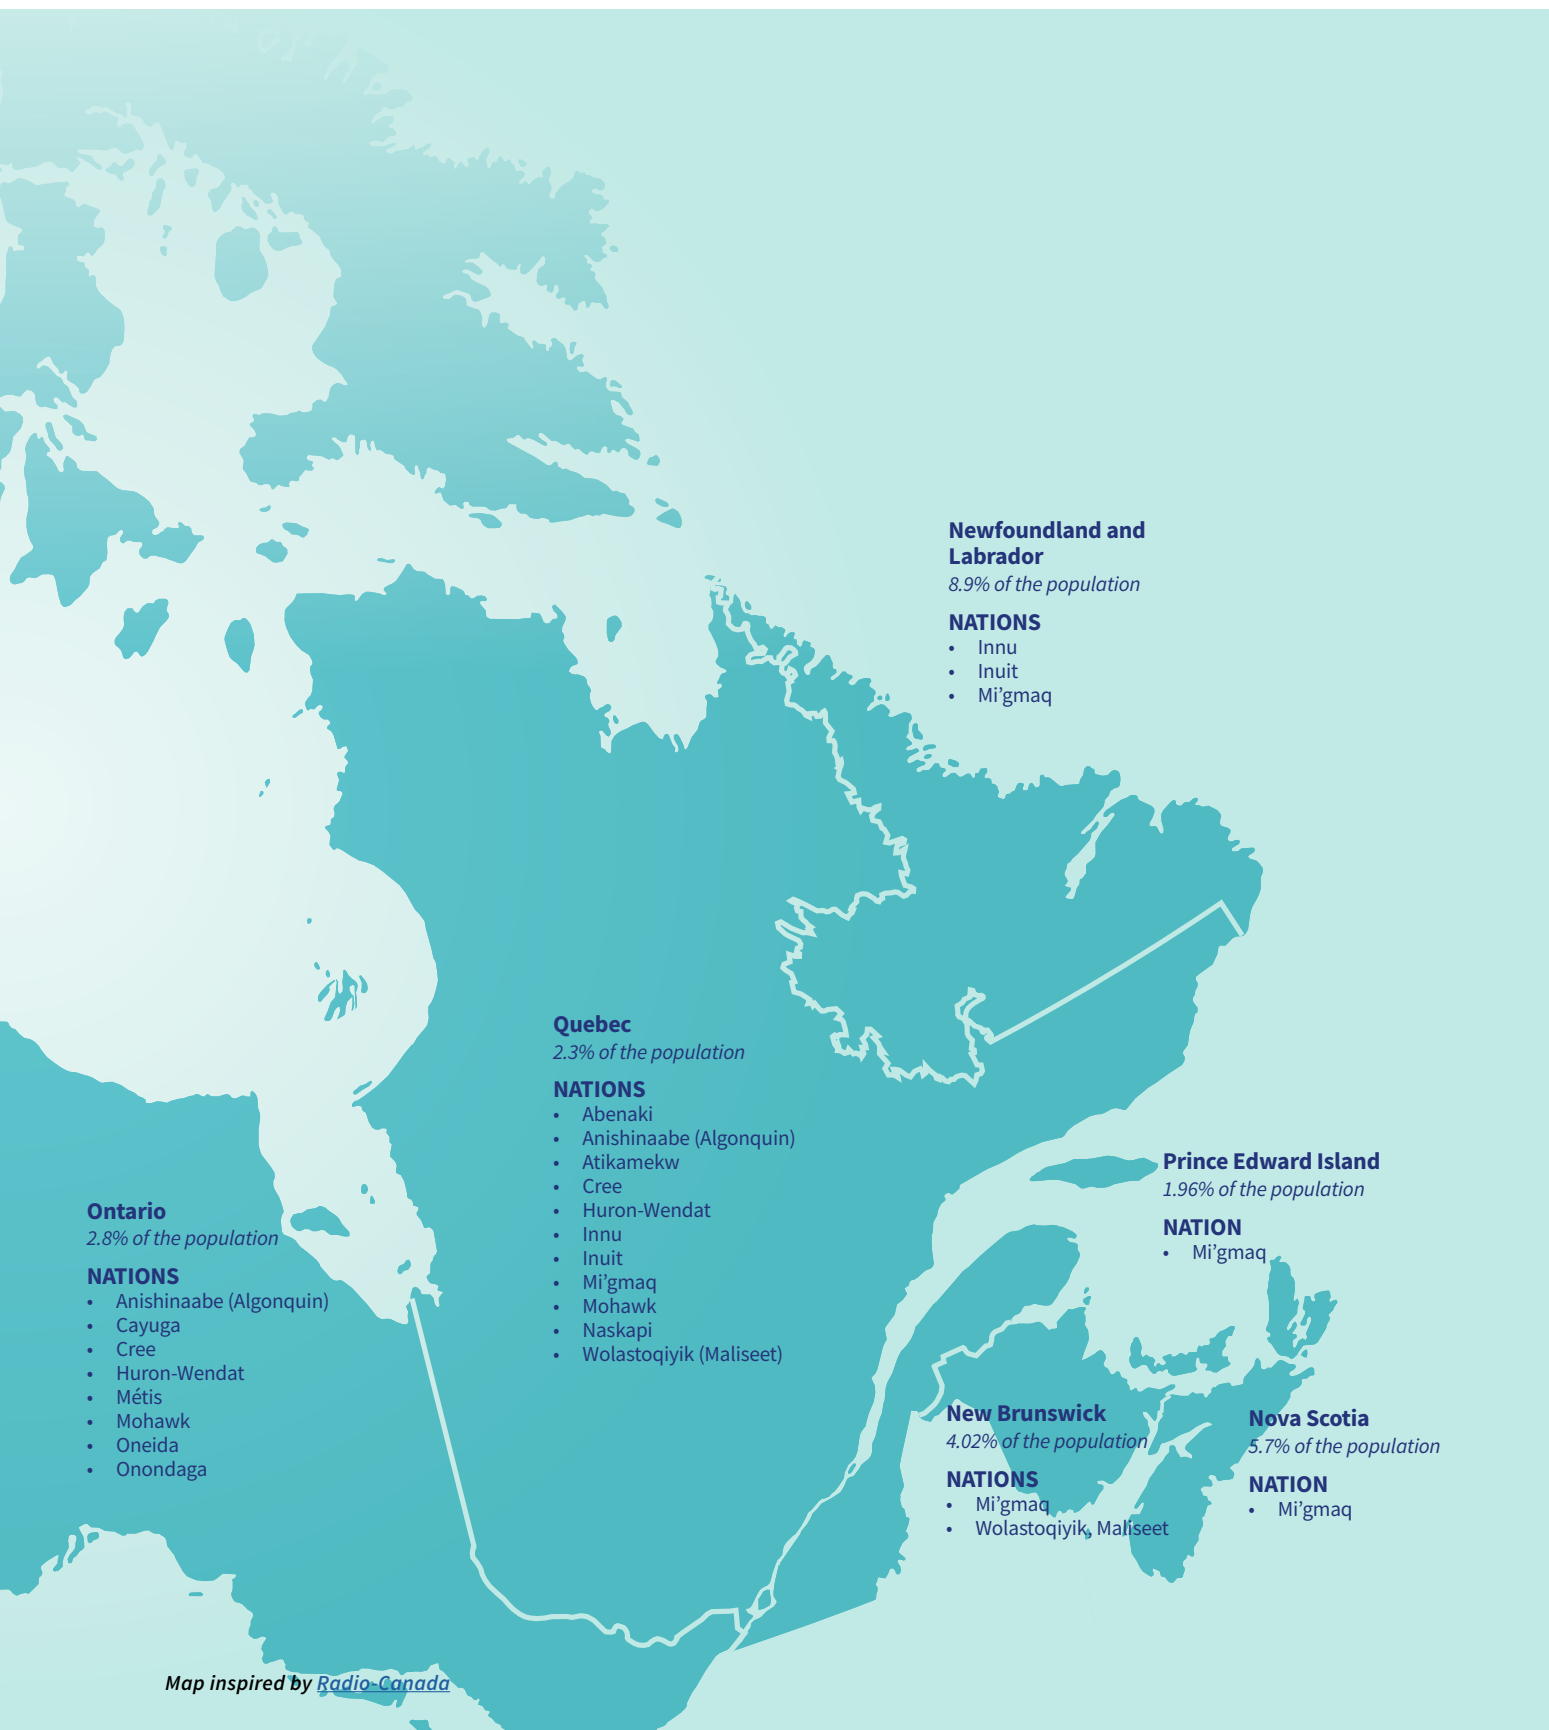 Newfoundland and
Labrador
8.9% of the population
NATIONS
• Innu
• Inuit
• Mi’gmaq
Quebec
2.3% of the population
NATIONS
• Abenaki
• Anishinaabe (Algonquin)
• Atikamekw
• Cree
• Huron-Wendat
• Innu
• Inuit
• Mi’gmaq
• Mohawk
• Naskapi
• Wolastoqiyik (Maliseet)
Prince Edward Island
1.96% of the population
NATION
• Mi’gmaq
Ontario
2.8% of the population
NATIONS
• Anishinaabe (Algonquin)
• Cayuga
• Cree
• Huron-Wendat
• Métis
• Mohawk
• Oneida
• Onondaga
New Brunswick
4.02% of the population
NATIONS
• Mi’gmaq
• Wolastoqiyik, Maliseet
Nova Scotia
5.7% of the population
NATION
• Mi’gmaq
Map inspired by Radio-Canada